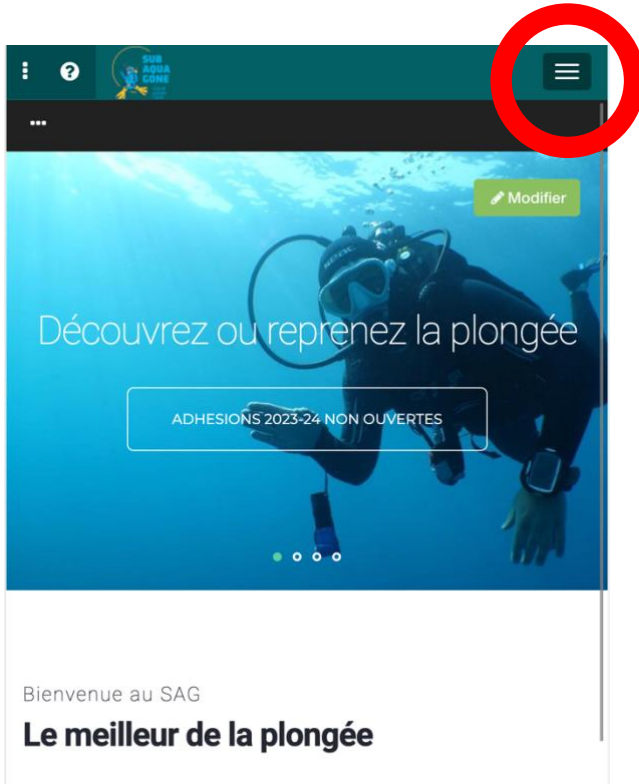 SUB
AQUA
GONE
Modifier
Découvrez ou reprenez la plongée
ADHESIONS 2023-24 NON OUVERTES
Bienvenue au SAG
Le meilleur de la plongée